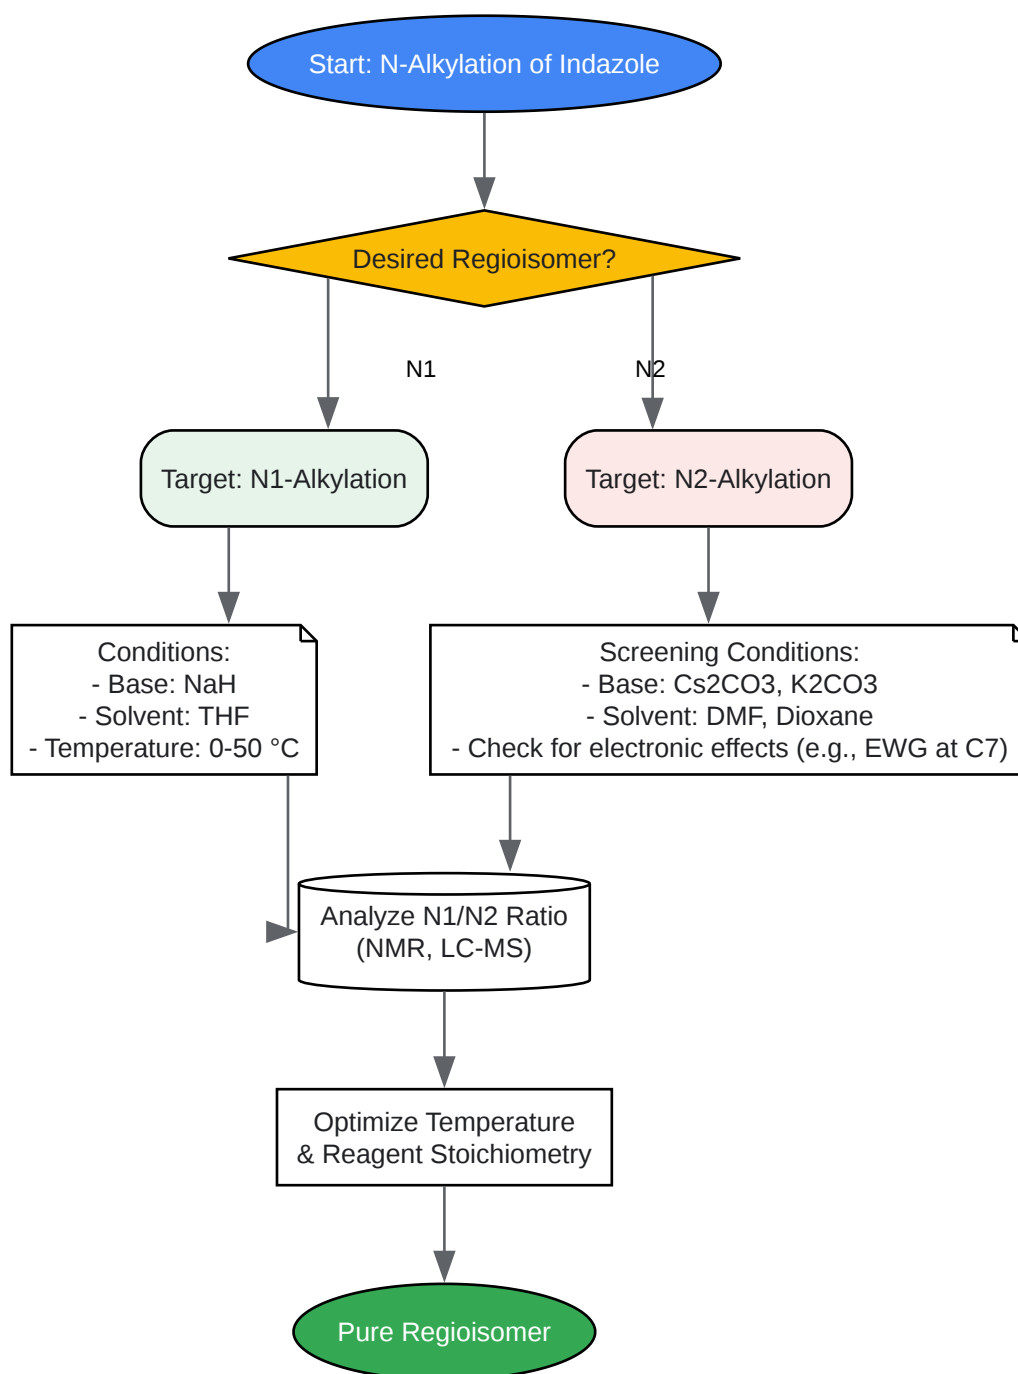 Start: N-Alkylation of Indazole
Desired Regioisomer?
N1
N2
Target: N1-Alkylation
Target: N2-Alkylation
Conditions:
- Base: NaH
- Solvent: THF
- Temperature: 0-50 °C
Screening Conditions:
- Base: Cs2CO3, K2CO3
- Solvent: DMF, Dioxane
- Check for electronic effects (e.g., EWG at C7)
Analyze N1/N2 Ratio
(NMR, LC-MS)
Optimize Temperature
& Reagent Stoichiometry
Pure Regioisomer